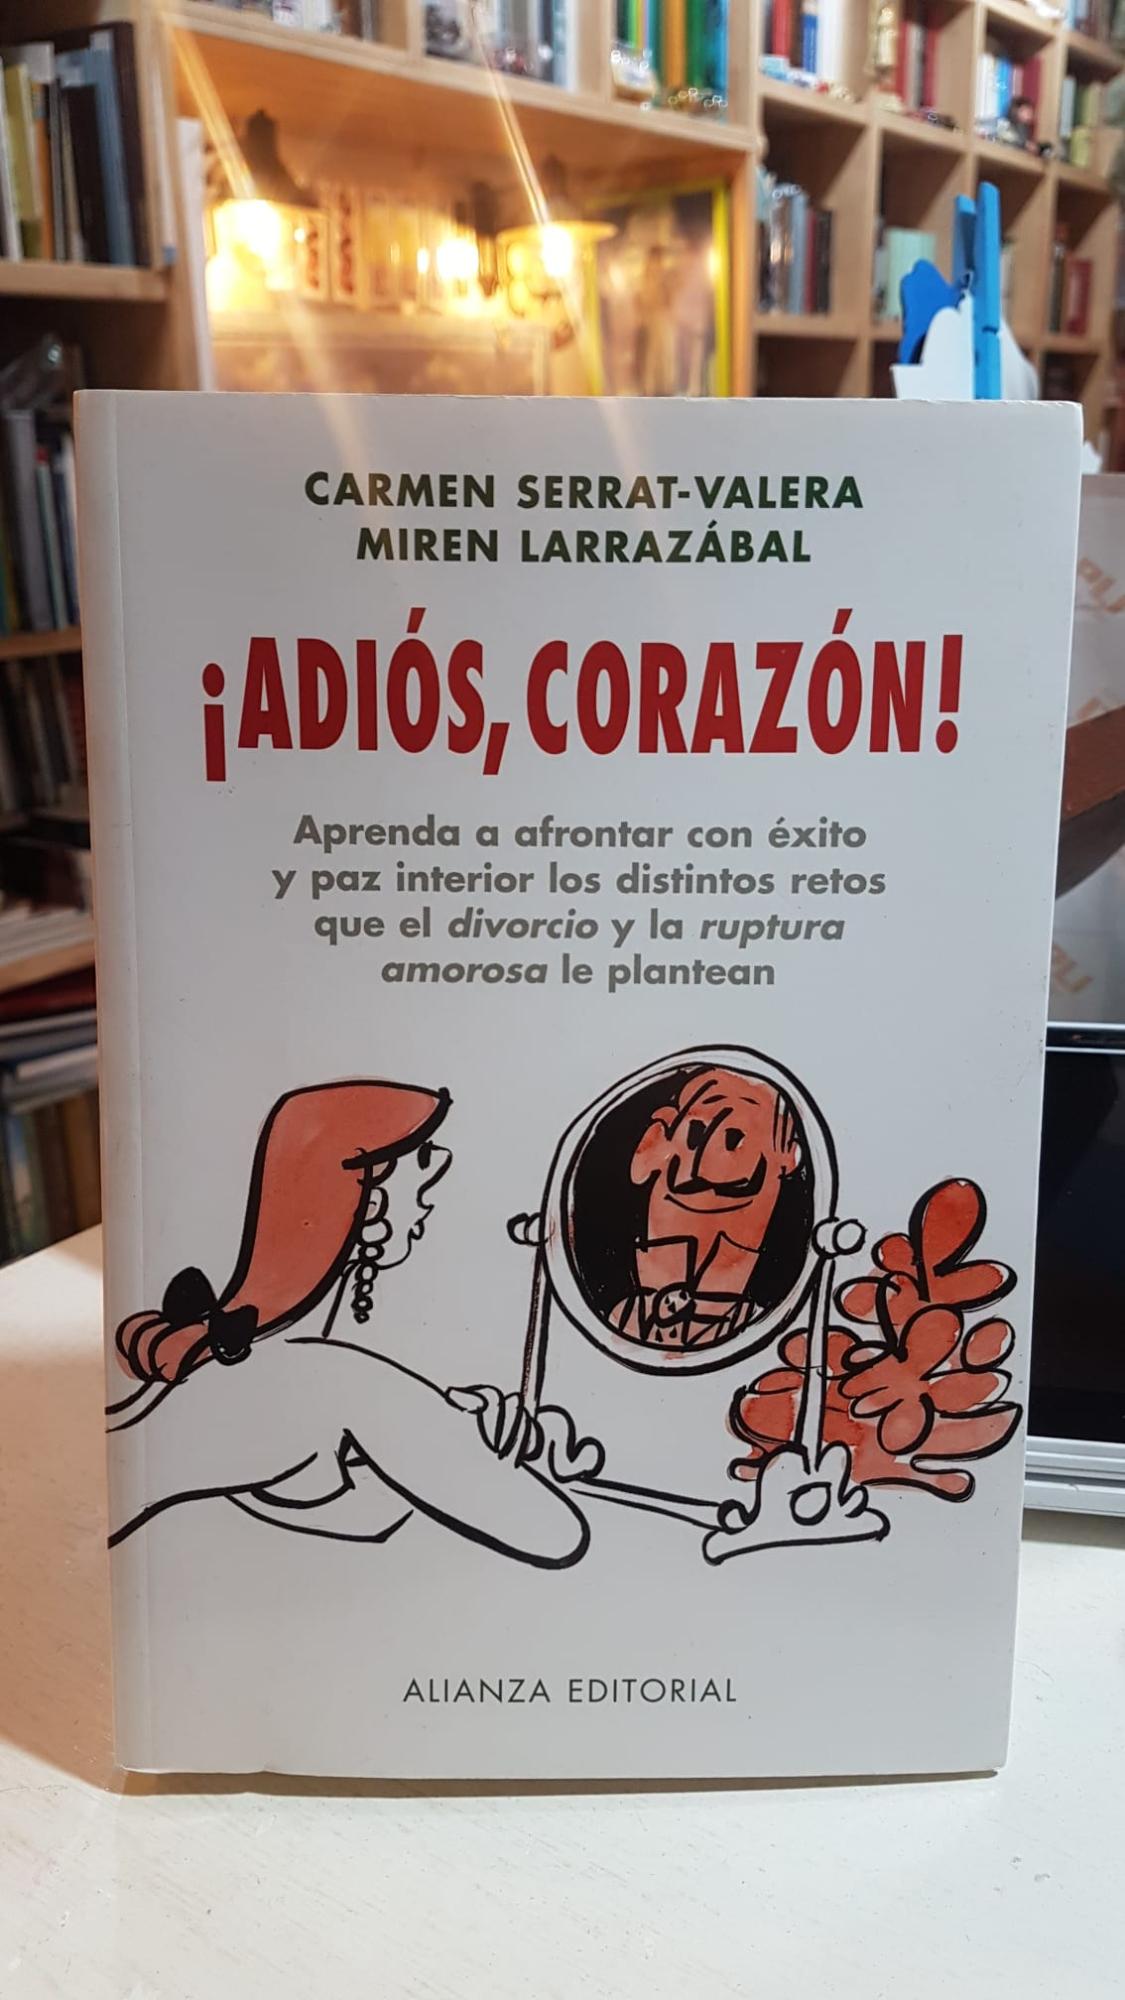 CARMEN SERRAT-VALERA
MIREN LARRAZÁBAL
¡ADIÓS, CORAZÓN!
Aprenda a afrontar con éxito
y paz interior los distintos retos
que el divorcio y la ruptura
amorosa le plantean
ALIANZA EDITORIAL